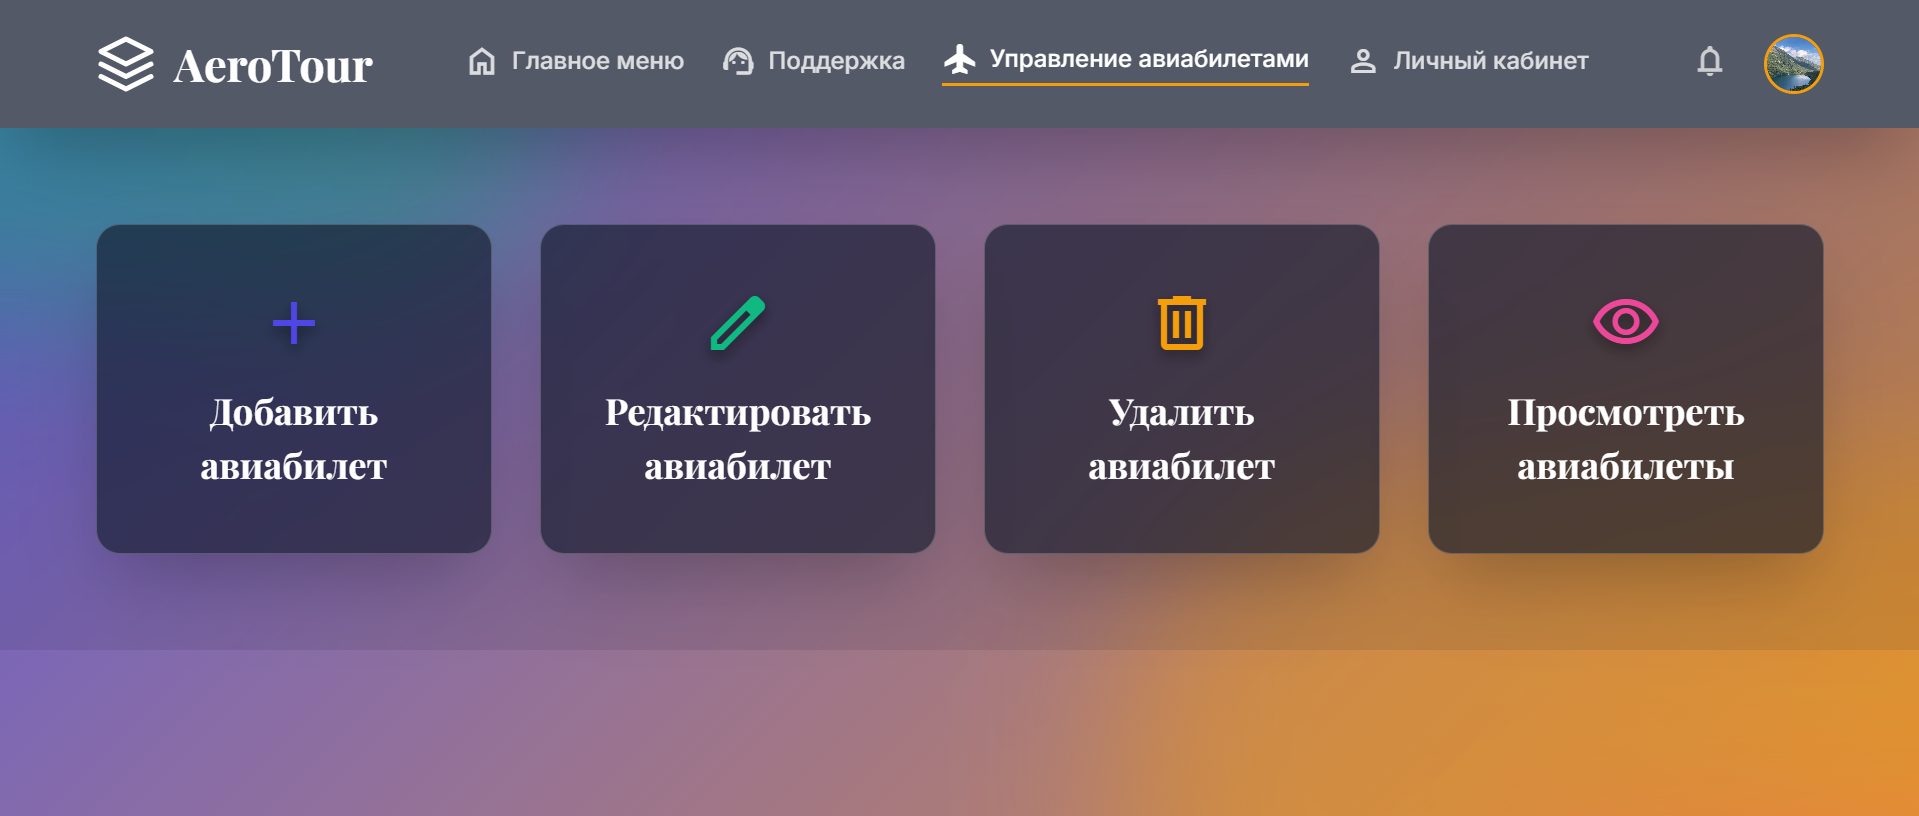 AeroTour
Главное меню
Поддержка
Управление авиабилетами
Личный кабинет
Добавить
авиабилет
Редактировать
авиабилет
Удалить
авиабилет
Просмотреть
авиабилеты